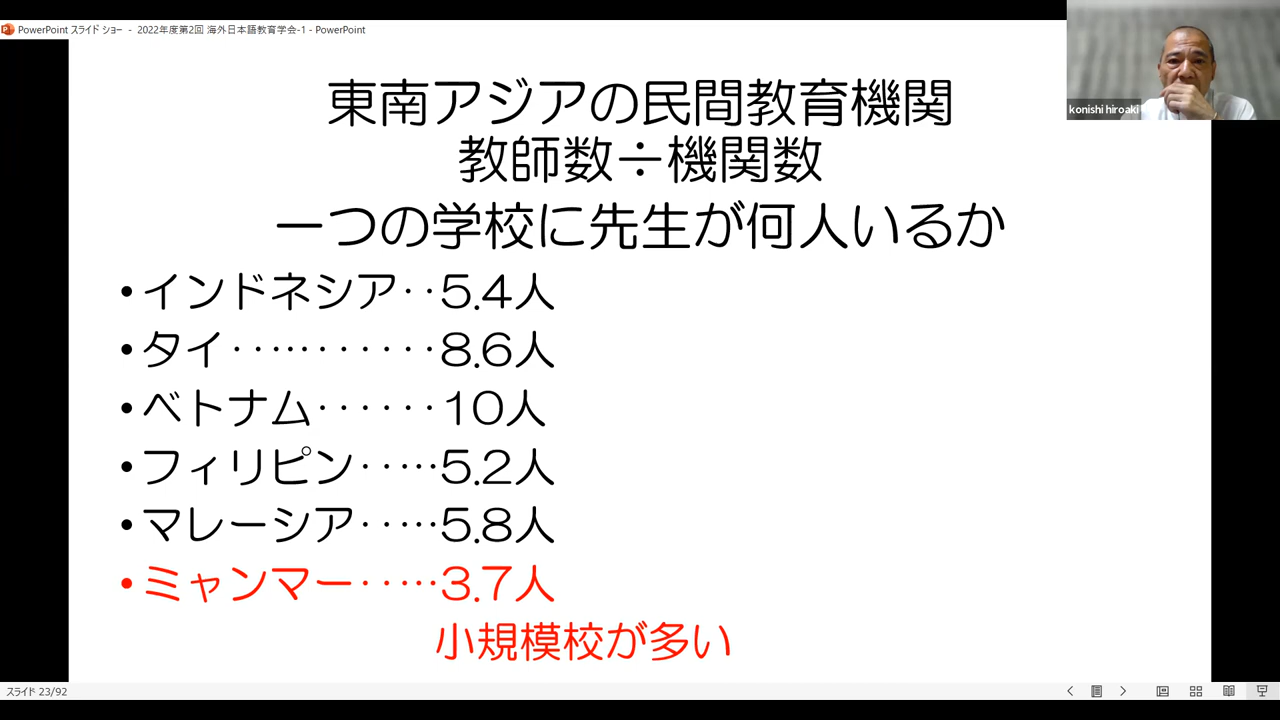 PowerPoint スライド ショー - 2022年度第2回 海外日本語教育学会-1 - PowerPoint
konishi hiroaki
東南アジアの民間教育機関
教師数÷機関数
一つの学校に先生が何人いるか
•インドネシア‥5.4人
•タイ‥‥‥‥‥8.6人
•ベトナム‥‥‥10人
•フィリピン‥‥・5.2人
•マレーシア‥‥・5.8人
•ミャンマー‥‥・3.7人
小規模校が多い
スライド 23/92